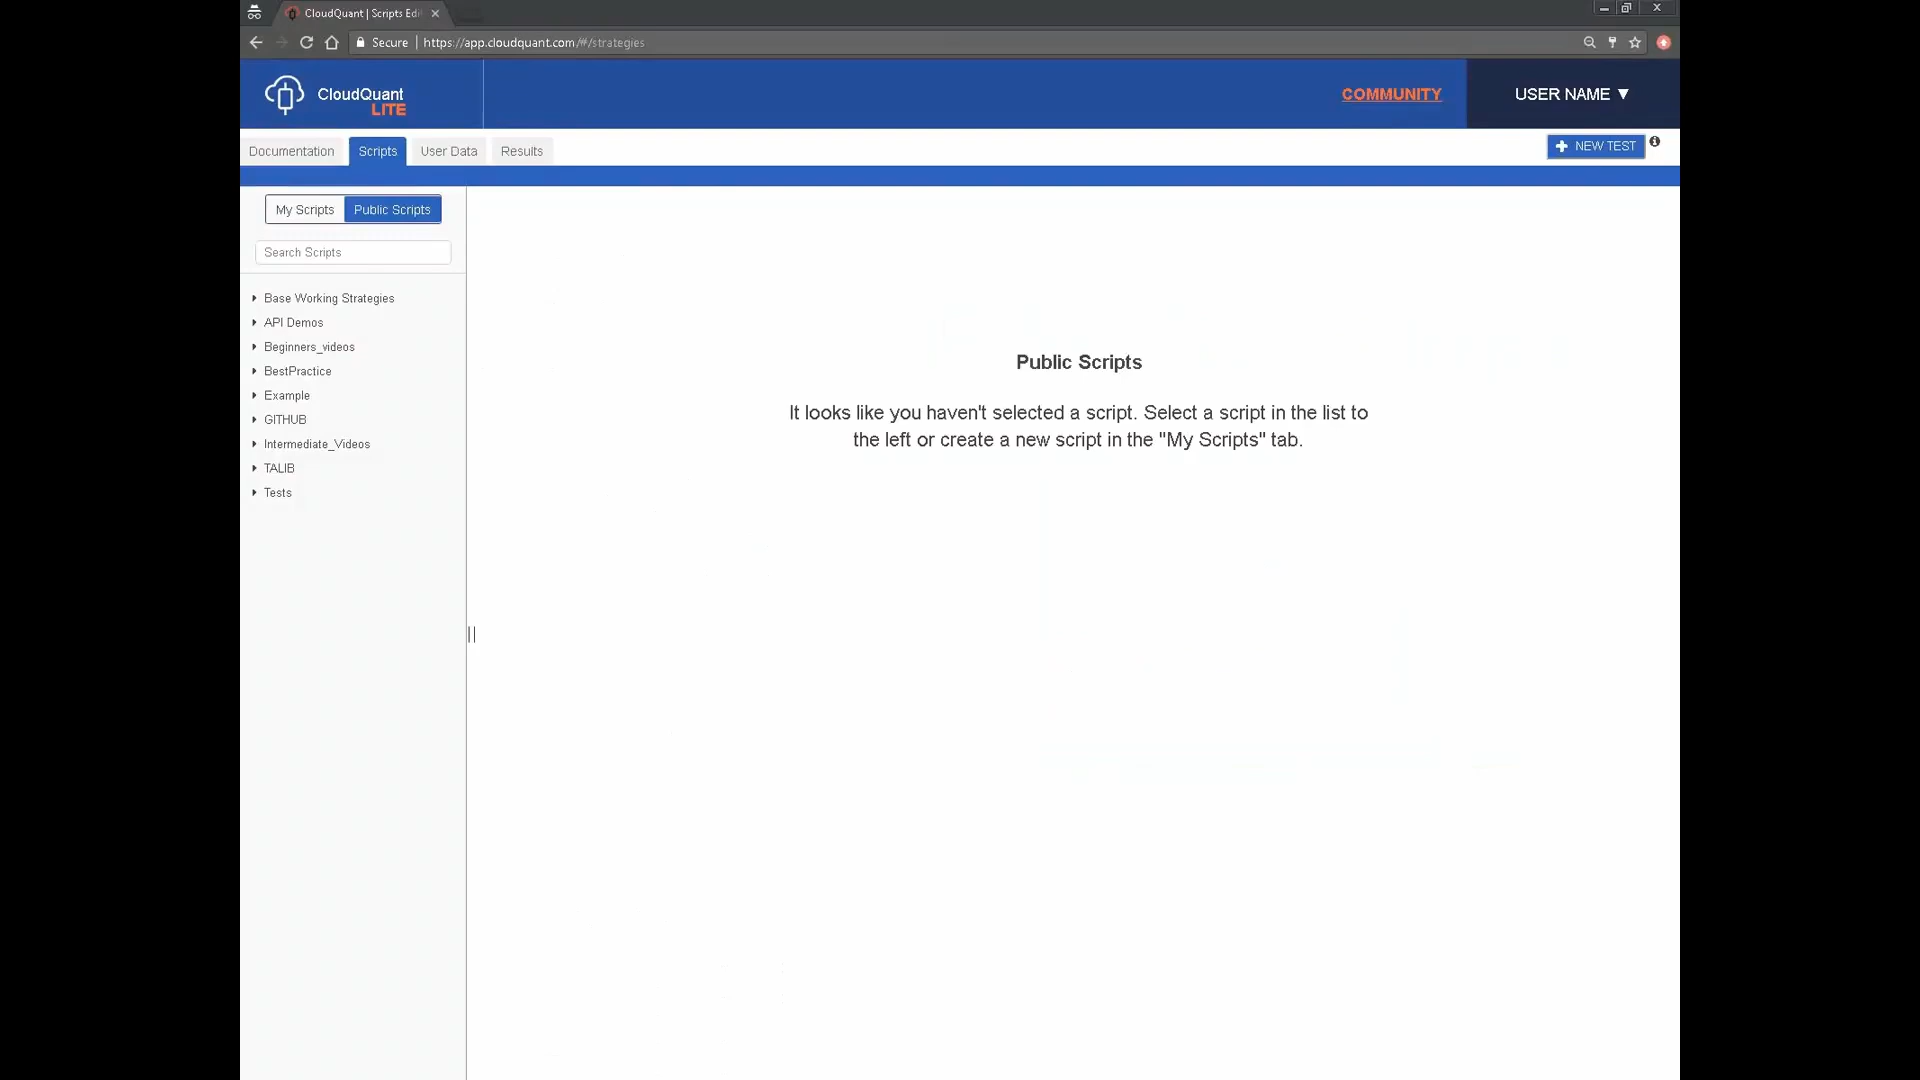 CloudQuant | Scripts Edi
Secure | https://app.cloudquant.com/#/strategies
CloudQuant
LITE
COMMUNITY
USER NAME ▼
Documentation
Scripts
User Data
Results
NEW TEST
My Scripts
Public Scripts
Search Scripts
Base Working Strategies
API Demos
Beginners_videos
BestPractice
Example
GITHUB
Intermediate_Videos
TALIB
Tests
Public Scripts
It looks like you haven't selected a script. Select a script in the list to
the left or create a new script in the "My Scripts" tab.